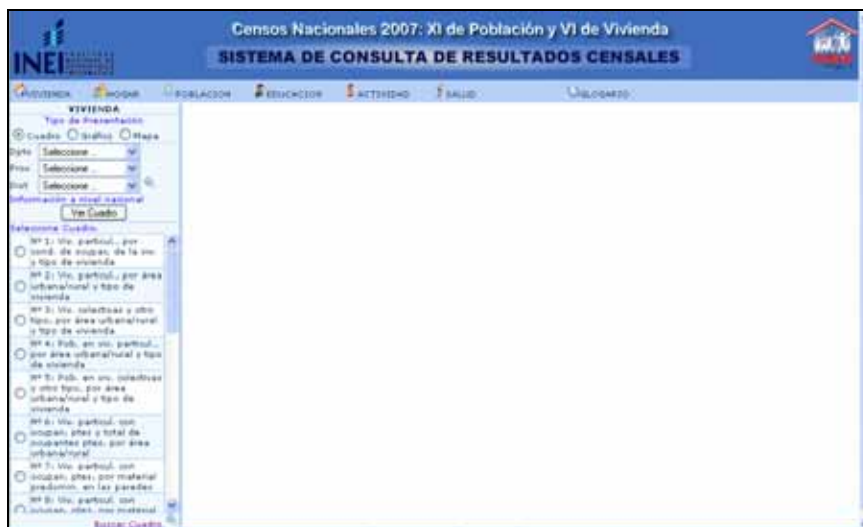 Censos Nacionales 2007: XI de Población y VI de Vivienda
INEI
SISTEMA DE CONSULTA DE RESULTADOS CENSALES
VIVIENDA HOGAR POBLACION EDUCACION ACTIVIDAD SALUD GLOSARIO
VIVIENDA
Tipo de Presentación
Cuadro Gráfico Mapa
Dpto Seleccione ..
Prov Seleccione ..
Dist Seleccione ..
Información a nivel nacional
Ver Cuadro
Seleccione Cuadro.
Nº 1: Viv. particul., por
cond. de ocupac. de la viv.
y tipo de vivienda
Nº 2: Viv. particul., por área
urbana/rural y tipo de
vivienda
Nº 3: Viv. colectivas y otro
tipo, por área urbana/rural
y tipo de vivienda
Nº 4: Pob. en viv. particul.,
por área urbana/rural y tipo
de vivienda
Nº 5: Pob. en viv. colectivas
y otro tipo, por área
urbana/rural y tipo de
vivienda
Nº 6: Viv. particul. con
ocupan. ptes y total de
ocupantes ptes, por área
urbana/rural
Nº 7: Viv. particul. con
ocupan. ptes, por material
predomin. en las paredes
Nº 8: Viv. particul. con
ocupan. ptes, por material
Buscar Cuadro